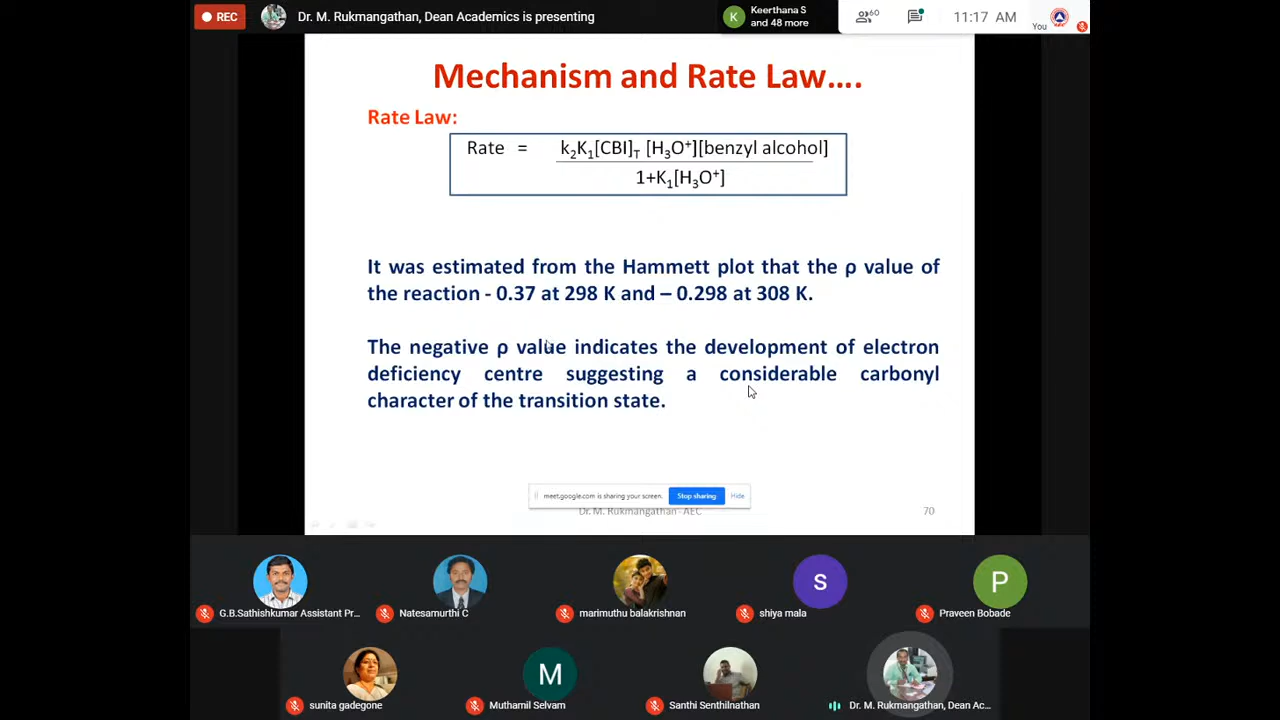 REC
Dr. M. Rukmangathan, Dean Academics is presenting
K
Keerthana S
and 48 more
60
11:17 AM
You
Mechanism and Rate Law....
Rate Law:
Rate = k₂K₁[CBI]T [H₃O⁺][benzyl alcohol]
1+K₁[H₃O⁺]
It was estimated from the Hammett plot that the ρ value of
the reaction - 0.37 at 298 K and – 0.298 at 308 K.
The negative ρ value indicates the development of electron
deficiency centre suggesting a considerable carbonyl
character of the transition state.
meet.google.com is sharing your screen. Stop sharing Hide
Dr. M. Rukmangathan - AEC 70
S P
G.B.Sathishkumar Assistant Pr... Natesamurthi C marimuthu balakrishnan shiya mala Praveen Bobade
M
sunita gadegone Muthamil Selvam Santhi Senthilnathan Dr. M. Rukmangathan, Dean Ac...